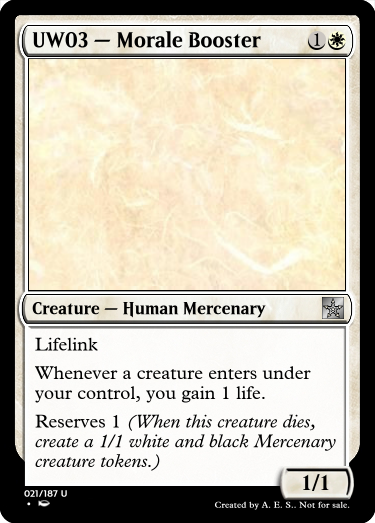 UW03 — Morale Booster 1
Creature — Human Mercenary
Lifelink
Whenever a creature enters under
your control, you gain 1 life.
Reserves 1 (When this creature dies,
create a 1/1 white and black Mercenary
creature tokens.)
1/1
021/187 U
Created by A. E. S.. Not for sale.